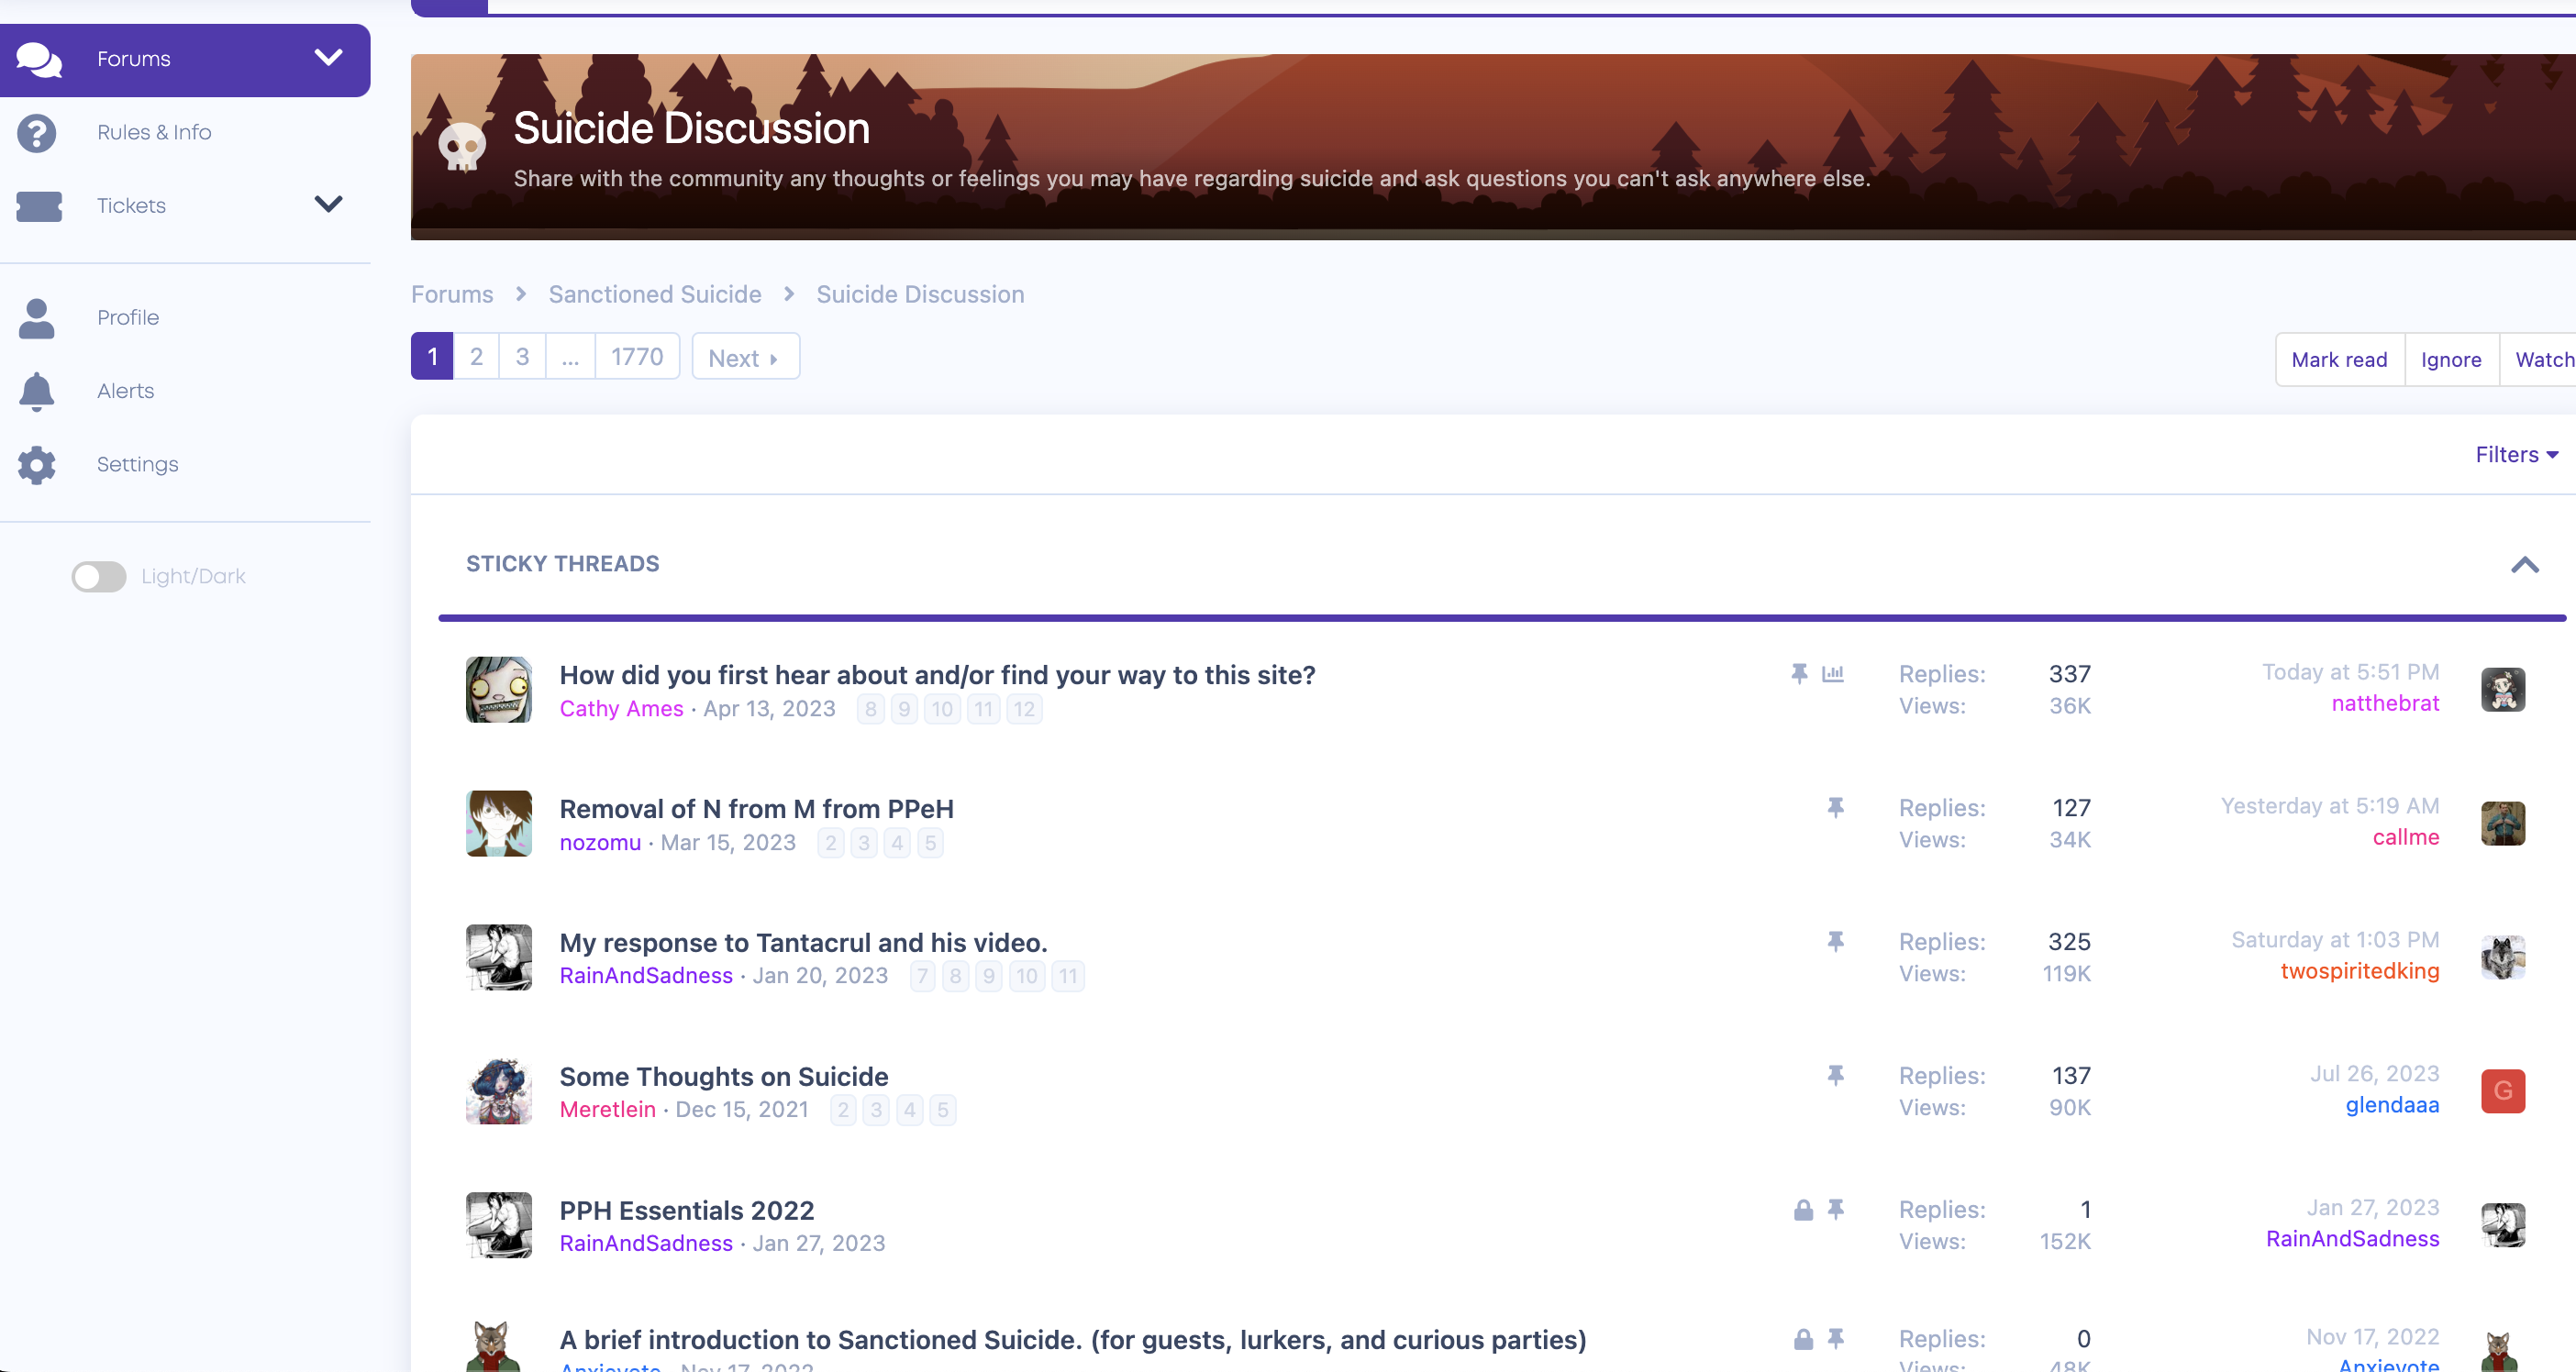 Forums
Rules & Info
Tickets
Profile
Alerts
Settings
Light/Dark
Suicide Discussion
Share with the community any thoughts or feelings you may have regarding suicide and ask questions you can't ask anywhere else.
Forums > Sanctioned Suicide > Suicide Discussion
1 2 3 ... 1770 Next
Mark read Ignore Watch
Filters
STICKY THREADS
How did you first hear about and/or find your way to this site? Replies: 337 Today at 5:51 PM
Cathy Ames · Apr 13, 2023 8 9 10 11 12 Views: 36K natthebrat
Removal of N from M from PPeH Replies: 127 Yesterday at 5:19 AM
nozomu · Mar 15, 2023 2 3 4 5 Views: 34K callme
My response to Tantacrul and his video. Replies: 325 Saturday at 1:03 PM
RainAndSadness · Jan 20, 2023 7 8 9 10 11 Views: 119K twospiritedking
Some Thoughts on Suicide Replies: 137 Jul 26, 2023 G
Meretlein · Dec 15, 2021 2 3 4 5 Views: 90K glendaaa
PPH Essentials 2022 Replies: 1 Jan 27, 2023
RainAndSadness · Jan 27, 2023 Views: 152K RainAndSadness
A brief introduction to Sanctioned Suicide. (for guests, lurkers, and curious parties) Replies: 0 Nov 17, 2022
Anxieyote · Nov 17, 2022 Views: 48K Anxieyote